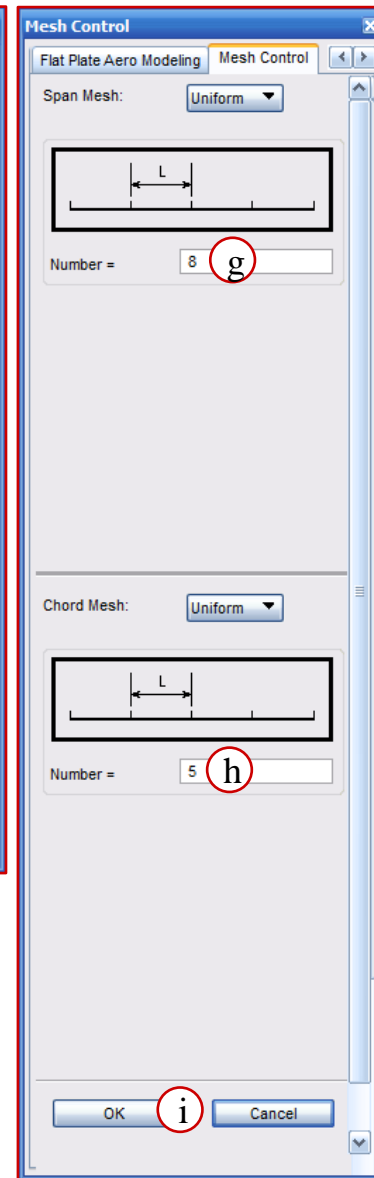 Mesh Control
Flat Plate Aero Modeling Mesh Control
Span Mesh: Uniform
L
Number = 8 g
Chord Mesh: Uniform
L
Number = 5 h
OK i Cancel